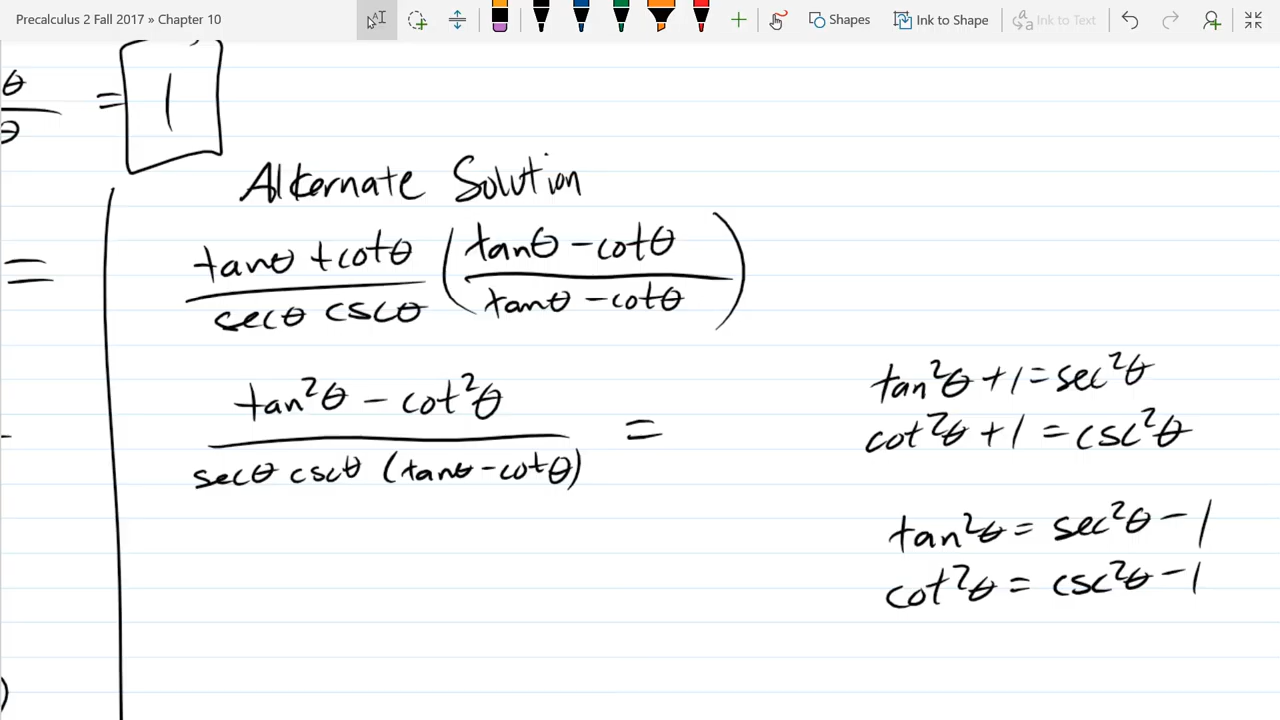 Precalculus 2 Fall 2017 » Chapter 10
Shapes
Ink to Shape
Ink to Text
θ
= 1
θ
Alternate Solution
=
tanθ + cotθ ( tanθ - cotθ )
secθ cscθ tanθ - cotθ
tan²θ - cot²θ =
secθ cscθ (tanθ - cotθ)
tan²θ + 1 = sec²θ
cot²θ + 1 = csc²θ
tan²θ = sec²θ - 1
cot²θ = csc²θ - 1
)